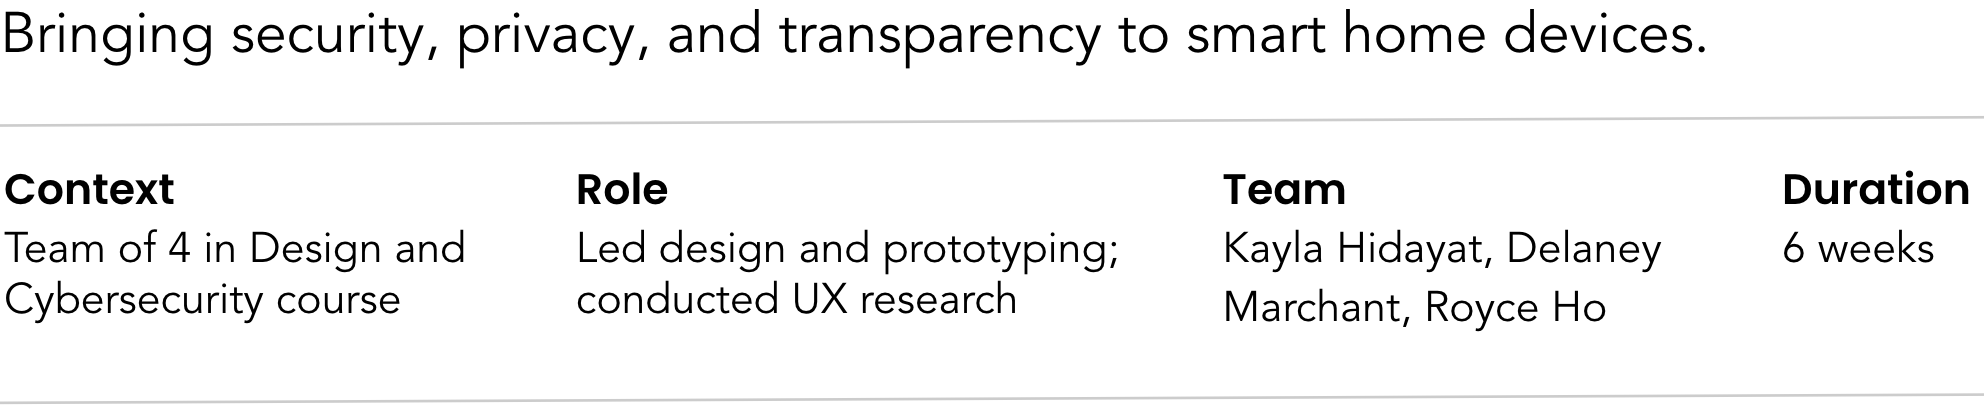 Bringing security, privacy, and transparency to smart home devices.
Context
Team of 4 in Design and
Cybersecurity course
Role
Led design and prototyping;
conducted UX research
Team
Kayla Hidayat, Delaney
Marchant, Royce Ho
Duration
6 weeks